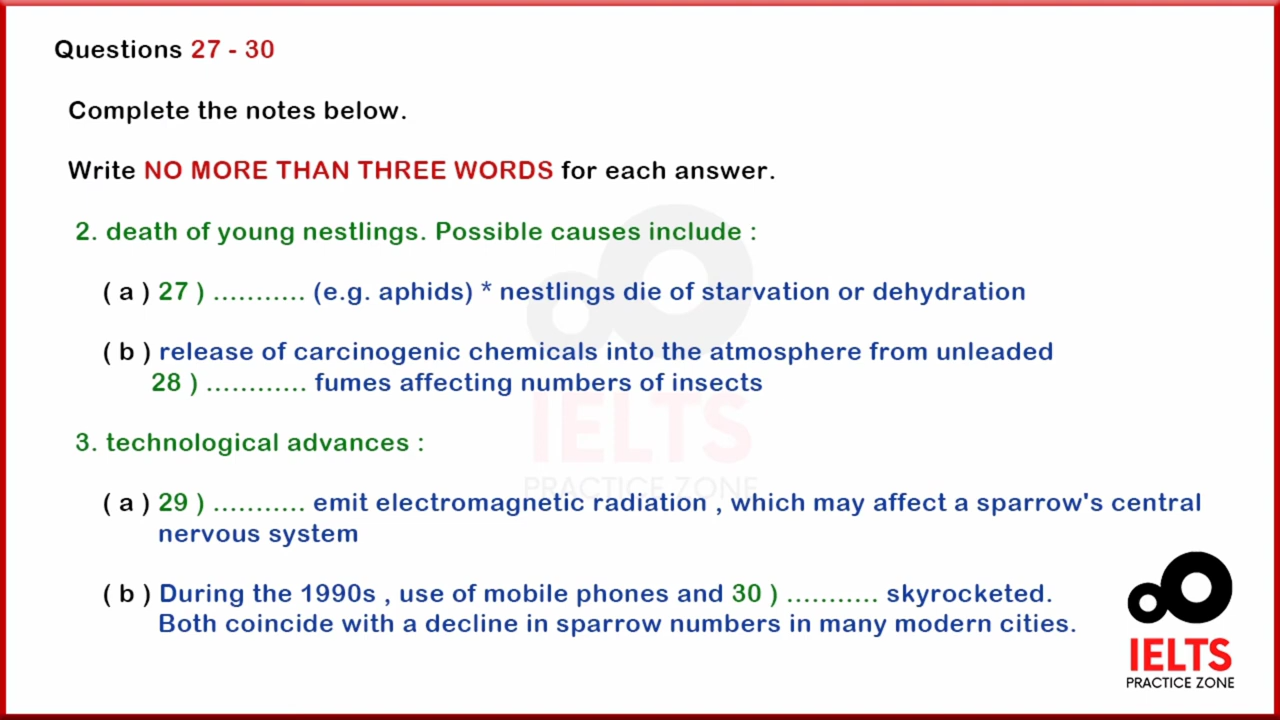 Questions 27 - 30
Complete the notes below.
Write NO MORE THAN THREE WORDS for each answer.
2. death of young nestlings. Possible causes include :
( a ) 27 ) ........... (e.g. aphids) * nestlings die of starvation or dehydration
( b ) release of carcinogenic chemicals into the atmosphere from unleaded
28 ) ............ fumes affecting numbers of insects
3. technological advances :
( a ) 29 ) ........... emit electromagnetic radiation , which may affect a sparrow's central
nervous system
( b ) During the 1990s , use of mobile phones and 30 ) ........... skyrocketed.
Both coincide with a decline in sparrow numbers in many modern cities.
IELTS
PRACTICE ZONE
IELTS
PRACTICE ZONE